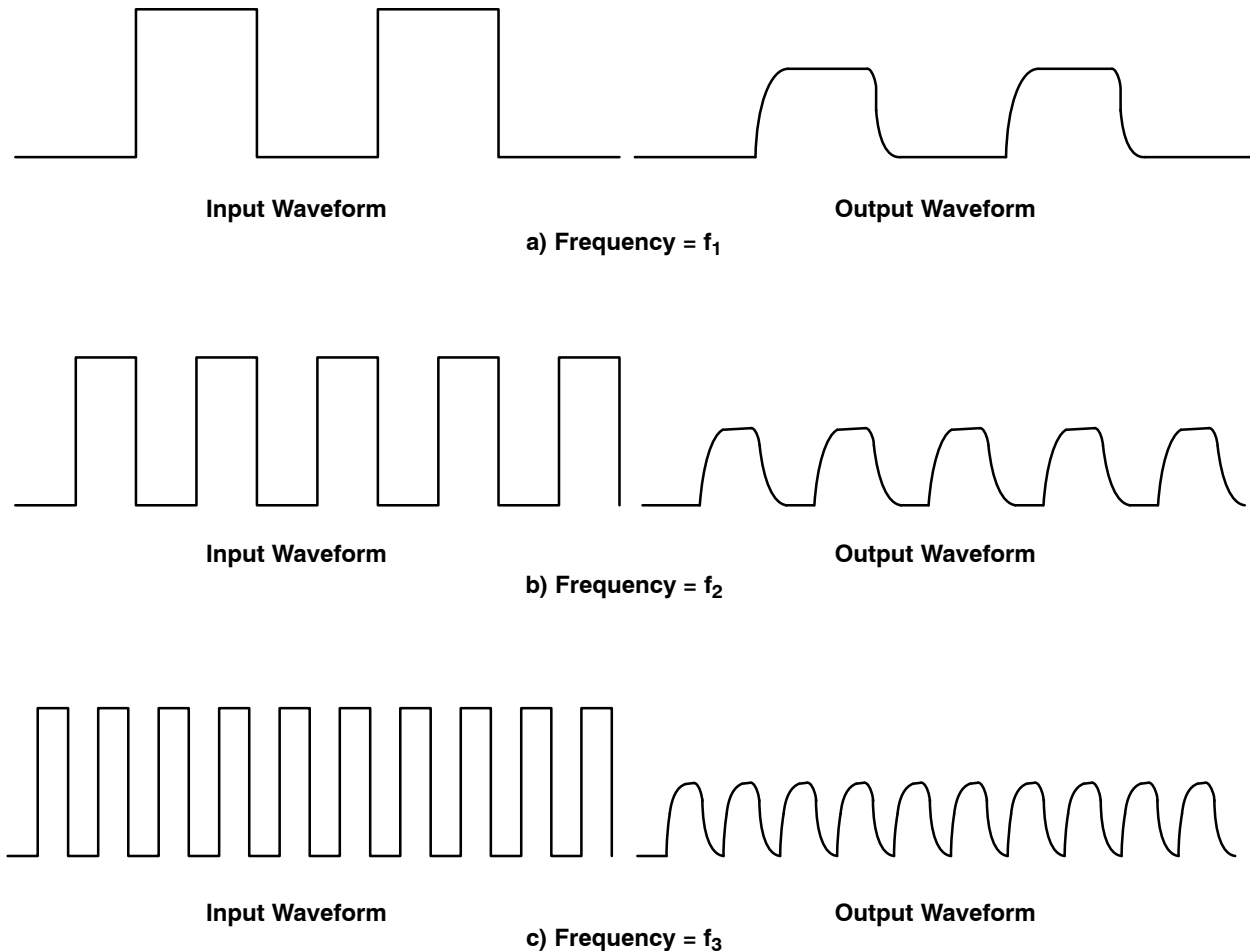 Input Waveform
Output Waveform
a) Frequency = f1
Input Waveform
Output Waveform
b) Frequency = f2
Input Waveform
Output Waveform
c) Frequency = f3